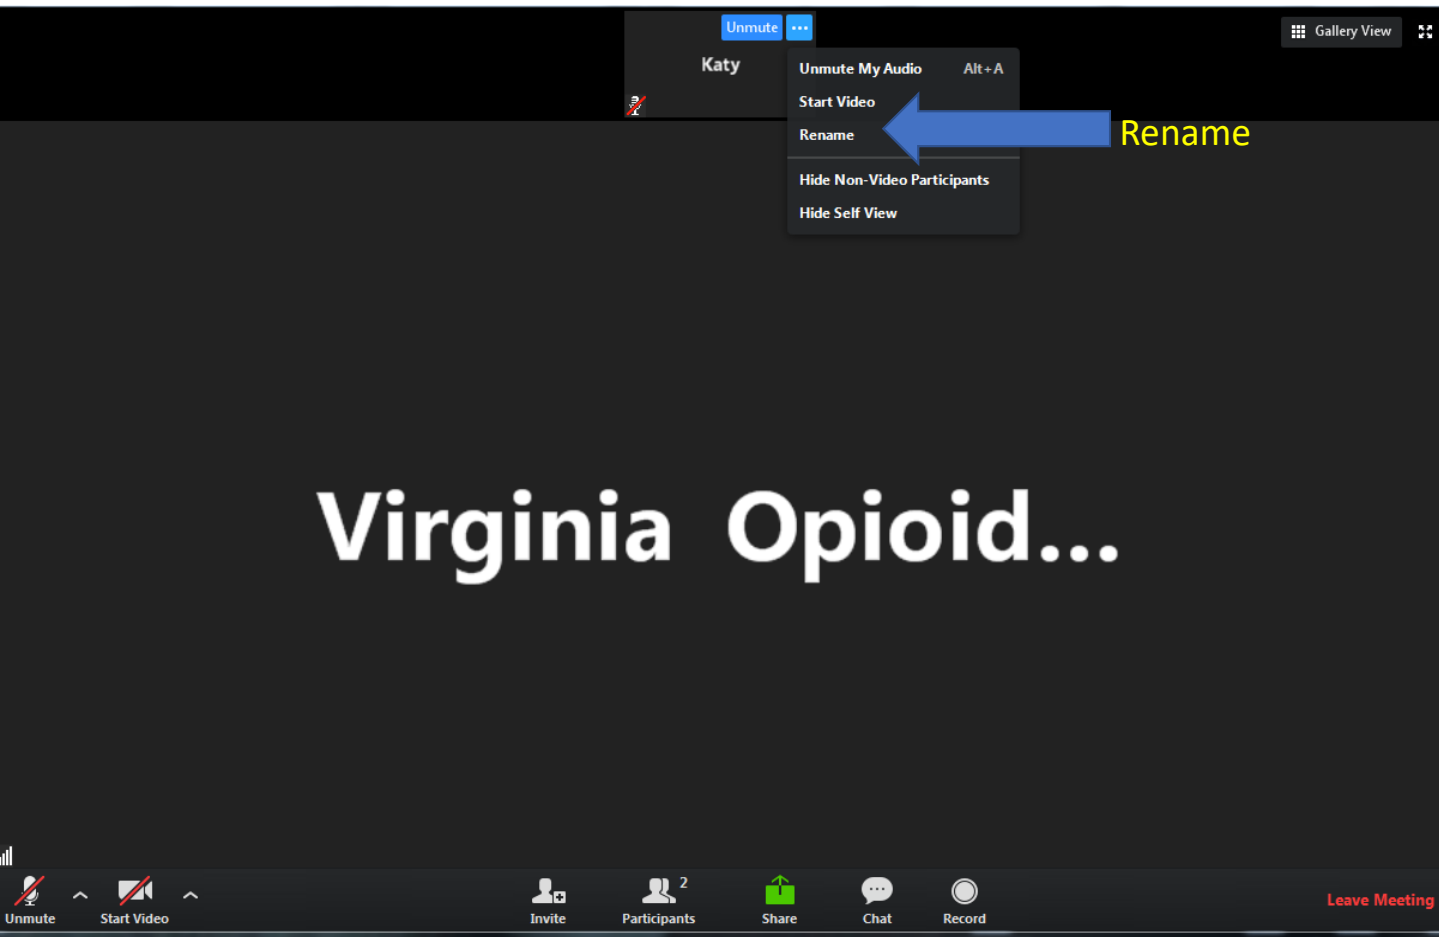 Unmute ...
Gallery View
Katy
Unmute My Audio Alt+A
Start Video
Rename
Rename
Hide Non-Video Participants
Hide Self View
Virginia Opioid...
2
Unmute
Start Video
Invite
Participants
Share
Chat
Record
Leave Meeting